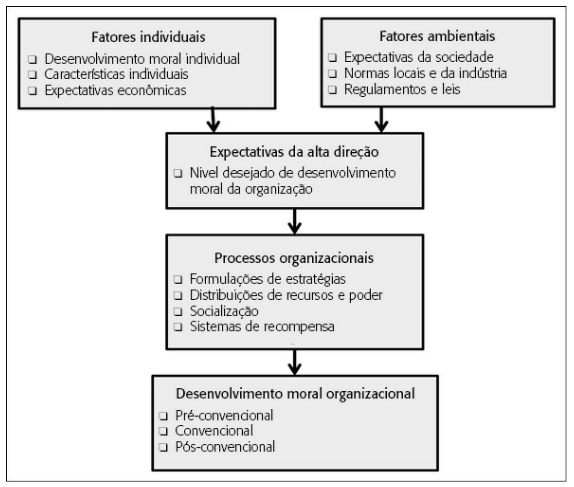 Fatores individuais
❑ Desenvolvimento moral individual
❑ Características individuais
❑ Expectativas econômicas
Fatores ambientais
❑ Expectativas da sociedade
❑ Normas locais e da indústria
❑ Regulamentos e leis
Expectativas da alta direção
❑ Nivel desejado de desenvolvimento
moral da organização
Processos organizacionais
❑ Formulações de estratégias
❑ Distribuições de recursos e poder
❑ Socialização
❑ Sistemas de recompensa
Desenvolvimento moral organizacional
❑ Pré-convencional
❑ Convencional
❑ Pós-convencional